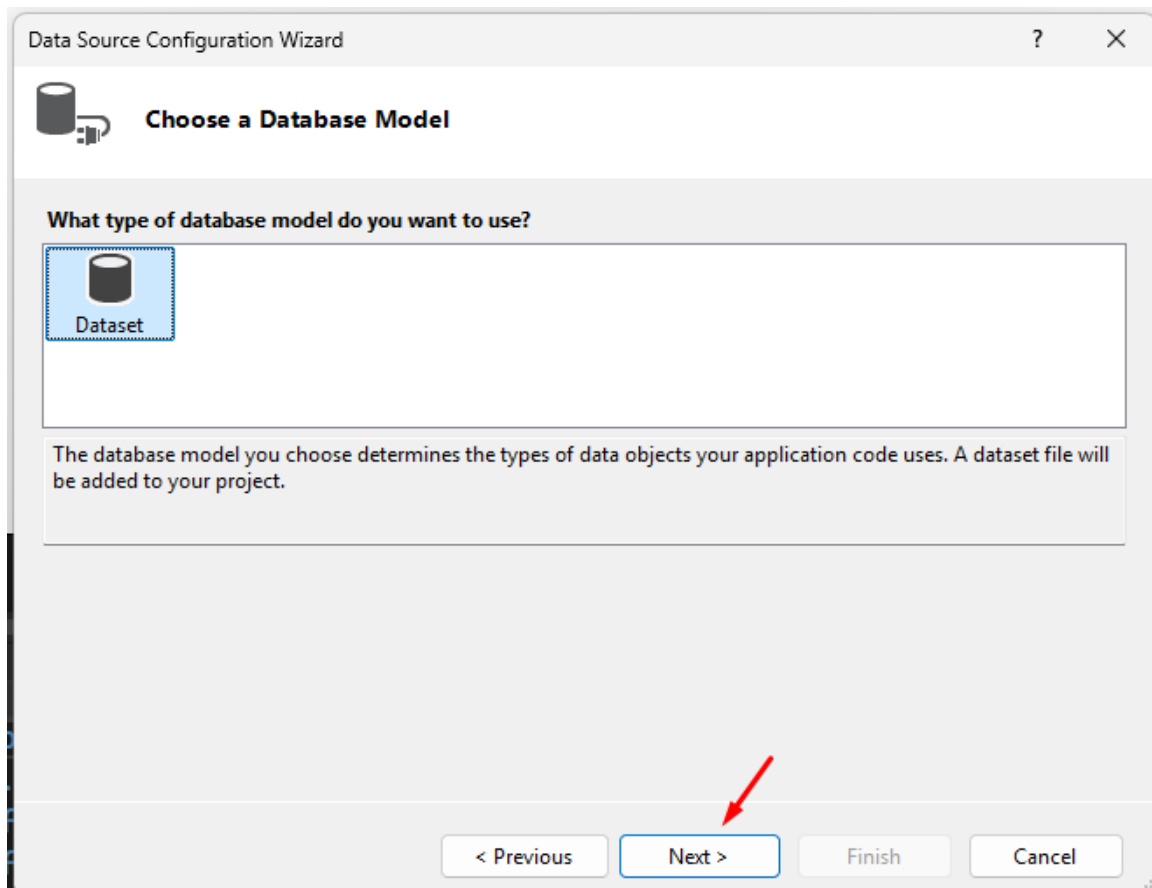 Data Source Configuration Wizard ?
Choose a Database Model
What type of database model do you want to use?
Dataset
The database model you choose determines the types of data objects your application code uses. A dataset file will
be added to your project.
< Previous Next > Finish Cancel